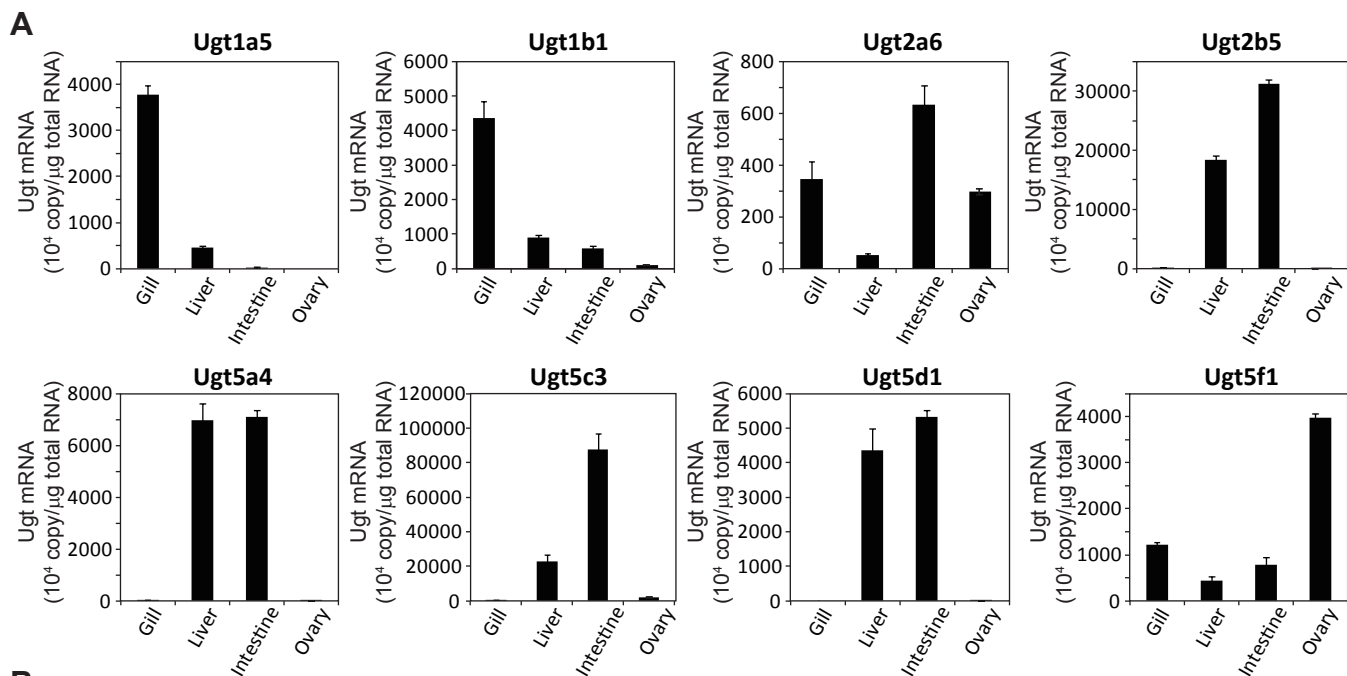 A
Ugt1a5 Ugt1b1 Ugt2a6 Ugt2b5
Ugt mRNA
(10⁴ copy/µg total RNA)
4000
3000
2000
1000
0
Gill Liver Intestine Ovary
Ugt mRNA
(10⁴ copy/µg total RNA)
6000
5000
4000
3000
2000
1000
0
Gill Liver Intestine Ovary
Ugt mRNA
(10⁴ copy/µg total RNA)
800
600
400
200
0
Gill Liver Intestine Ovary
Ugt mRNA
(10⁴ copy/µg total RNA)
30000
20000
10000
0
Gill Liver Intestine Ovary
Ugt5a4 Ugt5c3 Ugt5d1 Ugt5f1
Ugt mRNA
(10⁴ copy/µg total RNA)
8000
6000
4000
2000
0
Gill Liver Intestine Ovary
Ugt mRNA
(10⁴ copy/µg total RNA)
120000
100000
80000
60000
40000
20000
0
Gill Liver Intestine Ovary
Ugt mRNA
(10⁴ copy/µg total RNA)
6000
5000
4000
3000
2000
1000
0
Gill Liver Intestine Ovary
Ugt mRNA
(10⁴ copy/µg total RNA)
4000
3000
2000
1000
0
Gill Liver Intestine Ovary